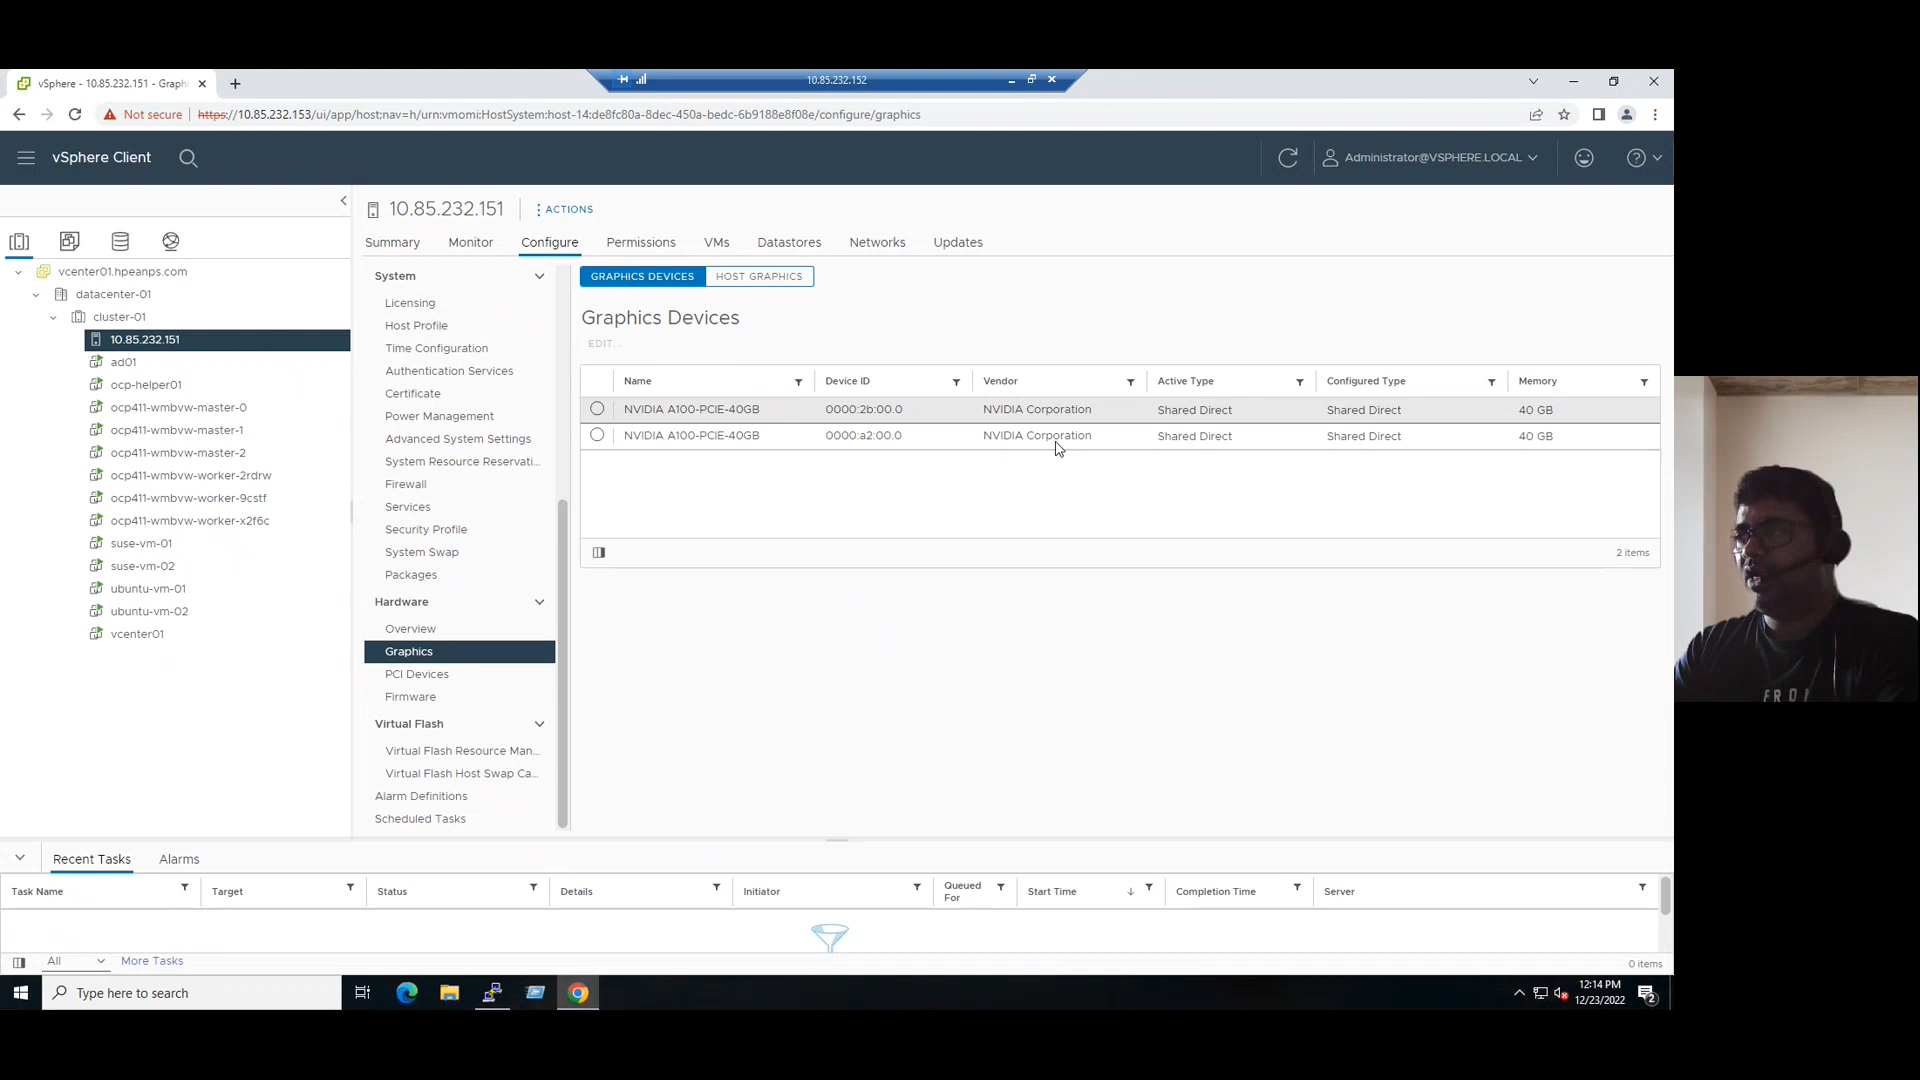 vSphere - 10.85.232.151 - Graph
10.85.232.152
Not secure
https://10.85.232.153/ui/app/host;nav=h/urn:vmomi:HostSystem:host-14:de8fc80a-8dec-450a-bedc-6b9188e8f08e/configure/graphics
vSphere Client
Administrator@VSPHERE.LOCAL
10.85.232.151
ACTIONS
Summary Monitor Configure Permissions VMs Datastores Networks Updates
vcenter01.hpeanps.com
datacenter-01
cluster-01
10.85.232.151
ad01
ocp-helper01
ocp411-wmbvw-master-0
ocp411-wmbvw-master-1
ocp411-wmbvw-master-2
ocp411-wmbvw-worker-2rdrw
ocp411-wmbvw-worker-9cstf
ocp411-wmbvw-worker-x2f6c
suse-vm-01
suse-vm-02
ubuntu-vm-01
ubuntu-vm-02
vcenter01
System
Licensing
Host Profile
Time Configuration
Authentication Services
Certificate
Power Management
Advanced System Settings
System Resource Reservati...
Firewall
Services
Security Profile
System Swap
Packages
Hardware
Overview
Graphics
PCI Devices
Firmware
Virtual Flash
Virtual Flash Resource Man...
Virtual Flash Host Swap Ca...
Alarm Definitions
Scheduled Tasks
GRAPHICS DEVICES HOST GRAPHICS
Graphics Devices
EDIT...
Name Device ID Vendor Active Type Configured Type Memory
NVIDIA A100-PCIE-40GB 0000:2b:00.0 NVIDIA Corporation Shared Direct Shared Direct 40 GB
NVIDIA A100-PCIE-40GB 0000:a2:00.0 NVIDIA Corporation Shared Direct Shared Direct 40 GB
2 items
Recent Tasks Alarms
Task Name Target Status Details Initiator Queued For Start Time Completion Time Server
All More Tasks
0 items
Type here to search
12:14 PM
12/23/2022
2